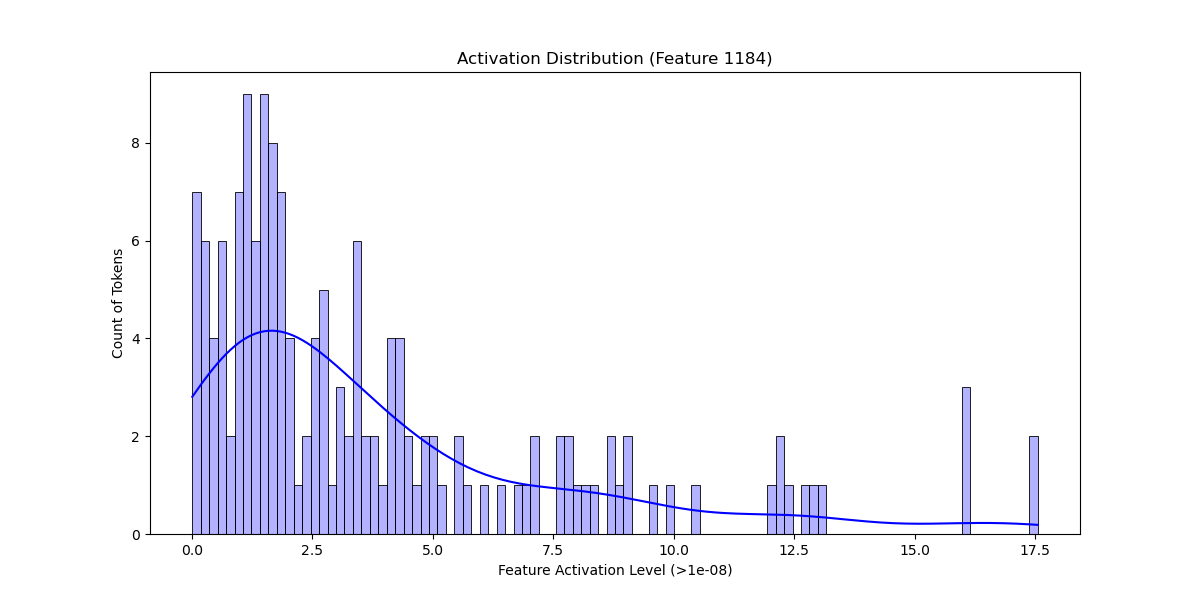 Activation Distribution (Feature 1184)
Count of Tokens
8
6
4
2
0
0.0 2.5 5.0 7.5 10.0 12.5 15.0 17.5
Feature Activation Level (>1e-08)